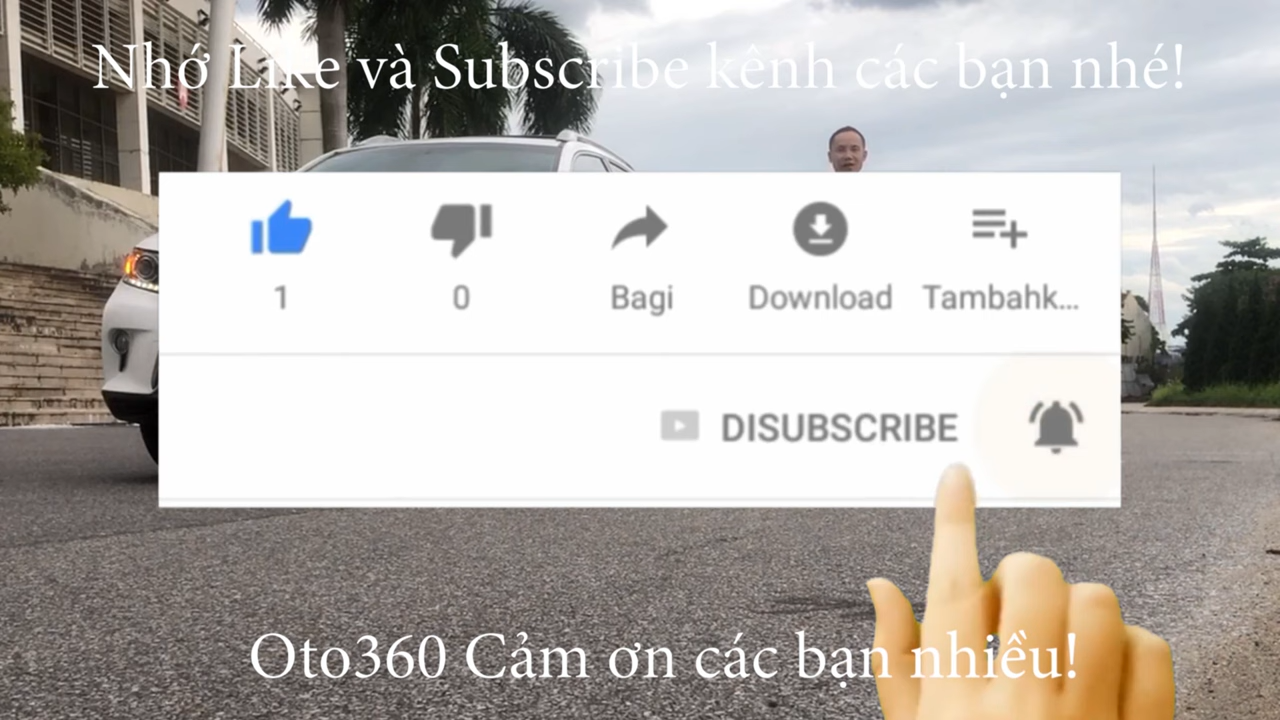 Nhớ Like và Subscribe kênh các bạn nhé!
1 0 Bagi Download Tambahk...
DISUBSCRIBE
Oto360 Cảm ơn các bạn nhiều!